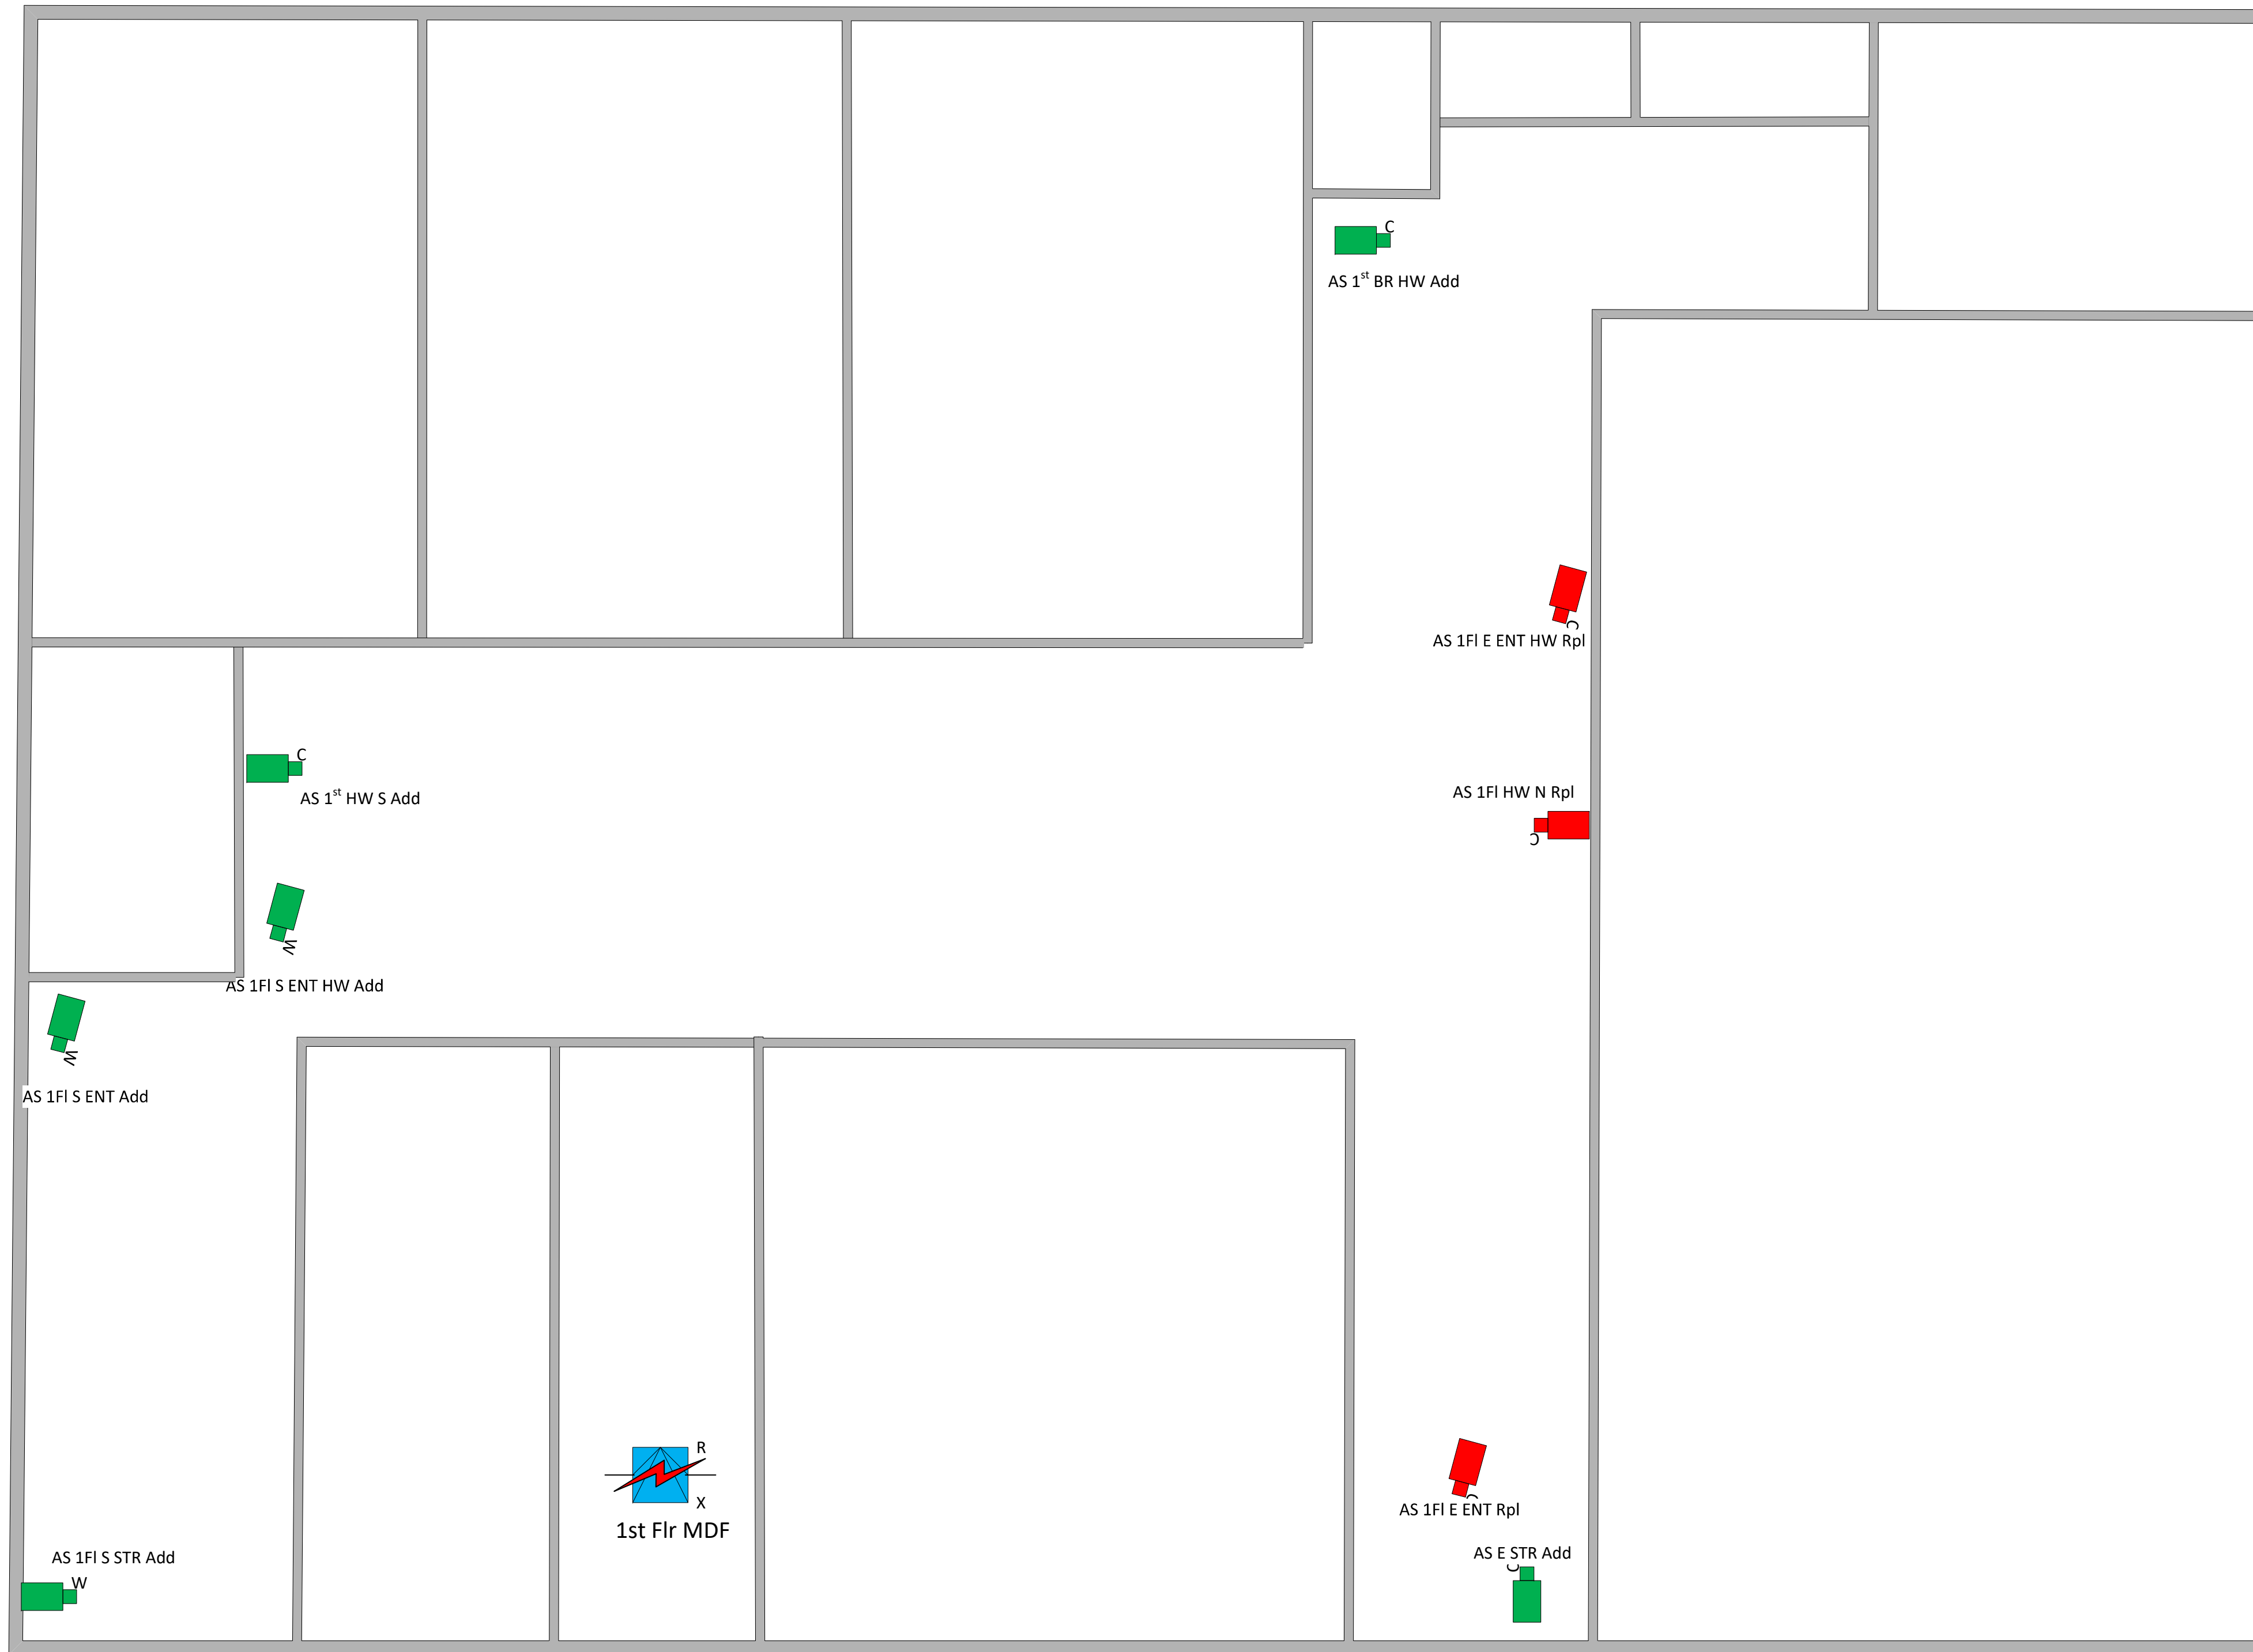 C
AS 1st BR HW Add
C
AS 1Fl E ENT HW Rpl
C
AS 1st HW S Add
AS 1Fl HW N Rpl
C
W
AS 1Fl S ENT HW Add
W
AS 1Fl S ENT Add
R
X
1st Flr MDF
C
AS 1Fl E ENT Rpl
AS E STR Add
C
AS 1Fl S STR Add
W